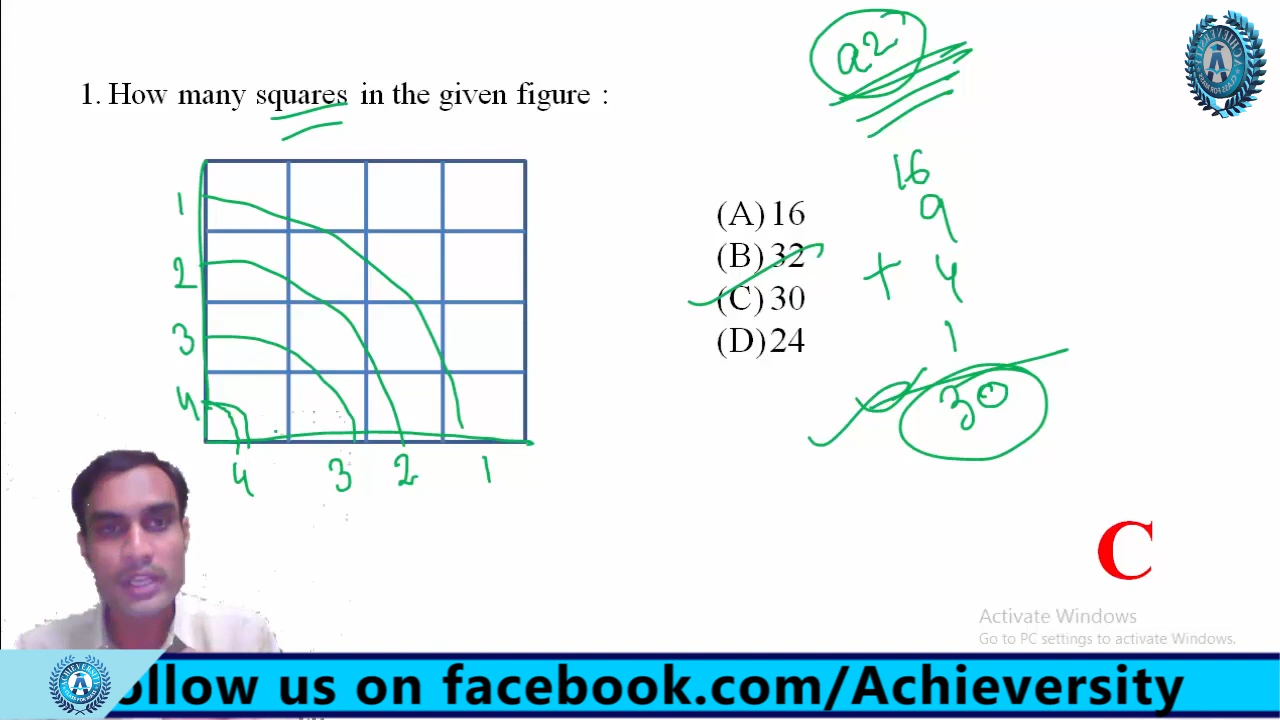 a2
1. How many squares in the given figure :
16
9
+ 4
1
30
(A) 16
(B) 32
(C) 30
(D) 24
1
2
3
4
4 3 2 1
C
Activate Windows
Go to PC settings to activate Windows.
ollow us on facebook.com/Achieversity